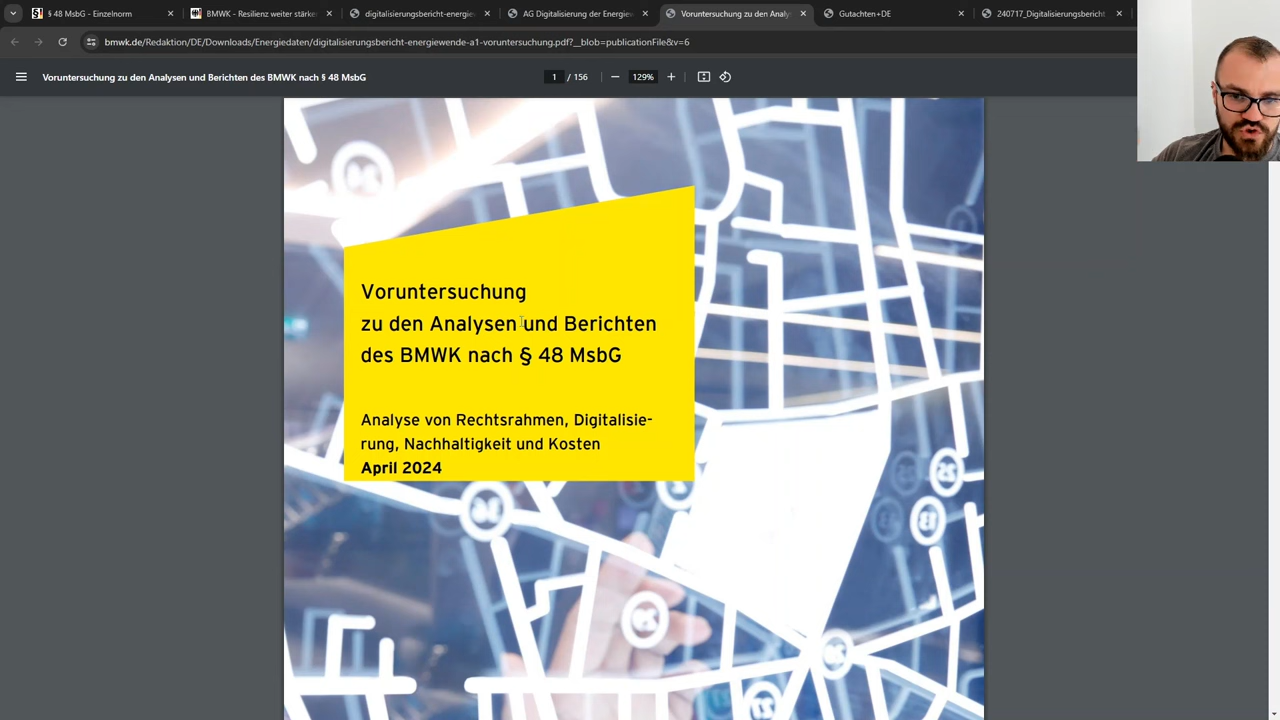 § 48 MsbG - Einzelnorm
BMWK - Resilienz weiter stärke
digitalisierungsbericht-energie
AG Digitalisierung der Energie
Voruntersuchung zu den Analy
Gutachten+DE
240717_Digitalisierungsbericht
bmwk.de/Redaktion/DE/Downloads/Energiedaten/digitalisierungsbericht-energiewende-a1-voruntersuchung.pdf?__blob=publicationFile&v=6
Voruntersuchung zu den Analysen und Berichten des BMWK nach § 48 MsbG
1 / 156
129%
Voruntersuchung
zu den Analysen und Berichten
des BMWK nach § 48 MsbG
Analyse von Rechtsrahmen, Digitalisie-
rung, Nachhaltigkeit und Kosten
April 2024